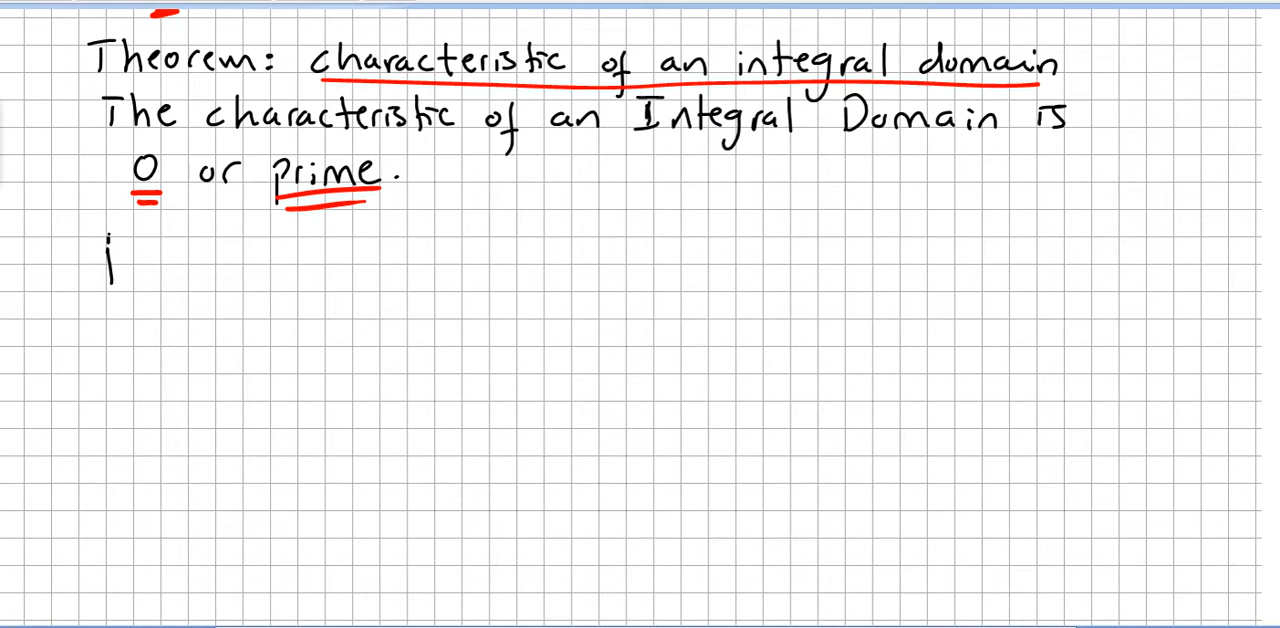 Theorem: characteristic of an integral domain
The characteristic of an Integral Domain is
0 or prime.